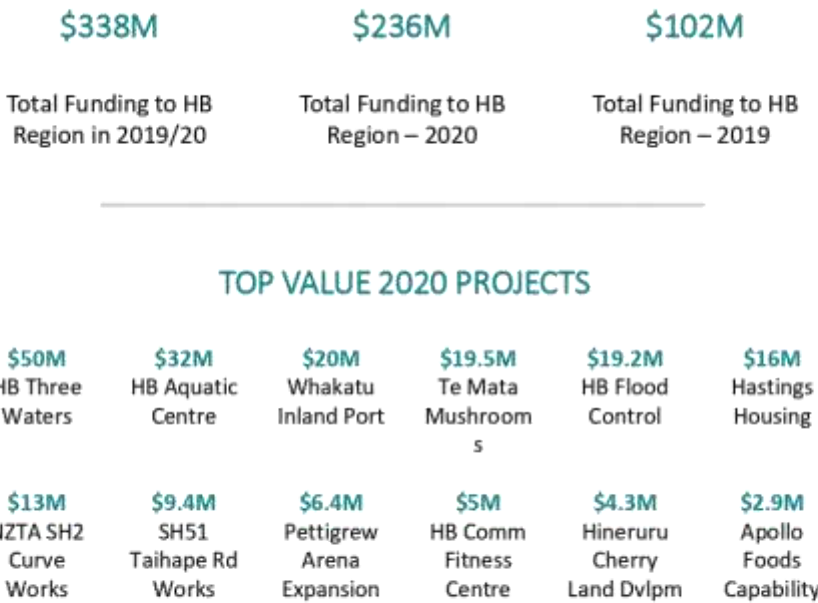 $338M $236M $102M
Total Funding to HB Total Funding to HB Total Funding to HB
Region in 2019/20 Region – 2020 Region – 2019
TOP VALUE 2020 PROJECTS
$50M $32M $20M $19.5M $19.2M $16M
HB Three HB Aquatic Whakatu Te Mata HB Flood Hastings
Waters Centre Inland Port Mushroom Control Housing
s
$13M $9.4M $6.4M $5M $4.3M $2.9M
NZTA SH2 SH51 Pettigrew HB Comm Hineruru Apollo
Curve Taihape Rd Arena Fitness Cherry Foods
Works Works Expansion Centre Land Dvlpm Capability